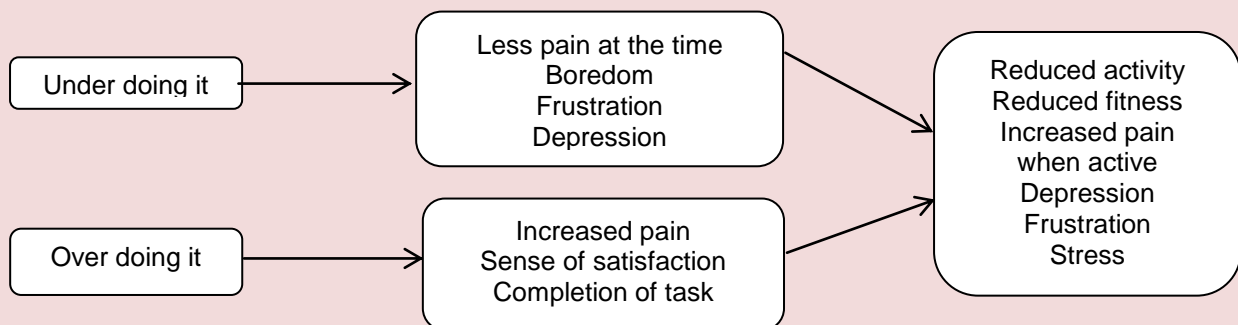 Under doing it
Less pain at the time
Boredom
Frustration
Depression
Over doing it
Increased pain
Sense of satisfaction
Completion of task
Reduced activity
Reduced fitness
Increased pain
when active
Depression
Frustration
Stress